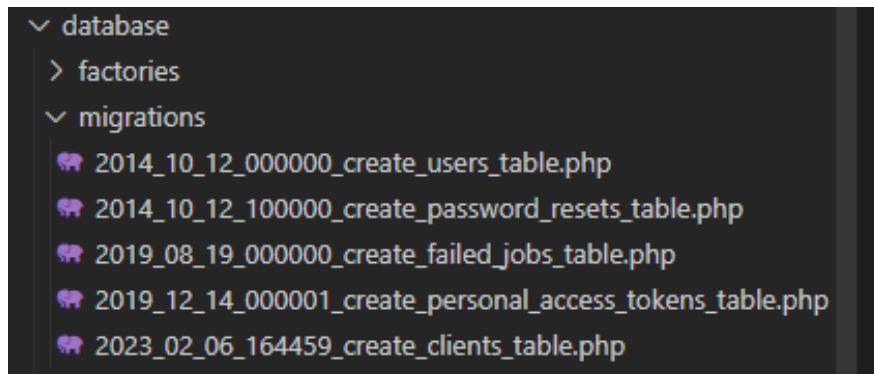 database
factories
migrations
2014_10_12_000000_create_users_table.php
2014_10_12_100000_create_password_resets_table.php
2019_08_19_000000_create_failed_jobs_table.php
2019_12_14_000001_create_personal_access_tokens_table.php
2023_02_06_164459_create_clients_table.php